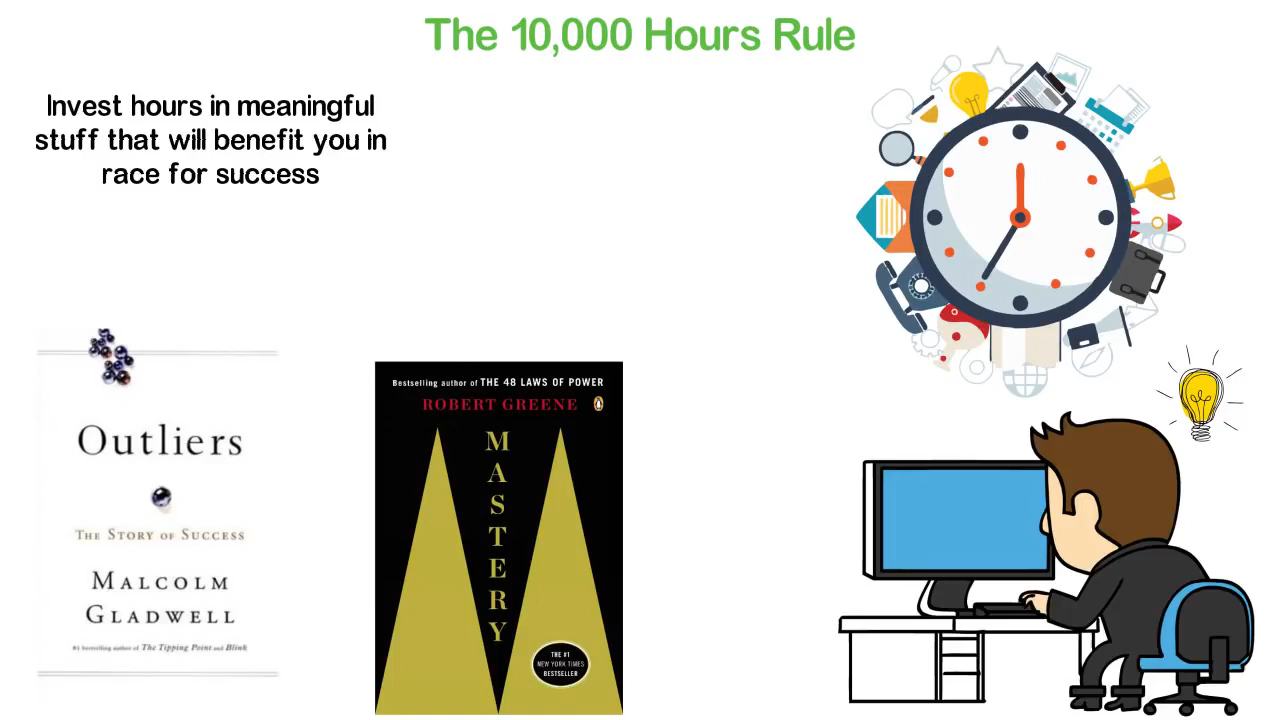 The 10,000 Hours Rule
Invest hours in meaningful
stuff that will benefit you in
race for success
Outliers
THE STORY OF SUCCESS
MALCOLM
GLADWELL
#1 bestselling author of The Tipping Point and Blink
Bestselling author of THE 48 LAWS OF POWER
ROBERT GREENE
MASTERY
THE #1
NEW YORK TIMES
BESTSELLER